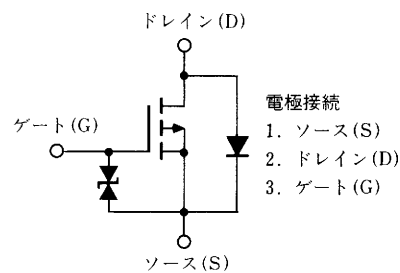 ドレイン(D)
ゲート(G)
電極接続
1. ソース(S)
2. ドレイン(D)
3. ゲート(G)
ソース(S)